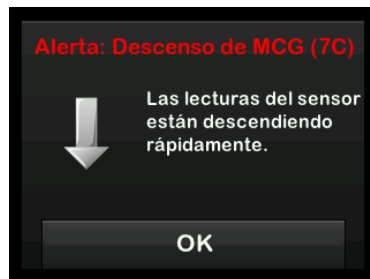 Alerta: Descenso de MCG (7C)
Las lecturas del sensor
están descendiendo
rápidamente.
OK